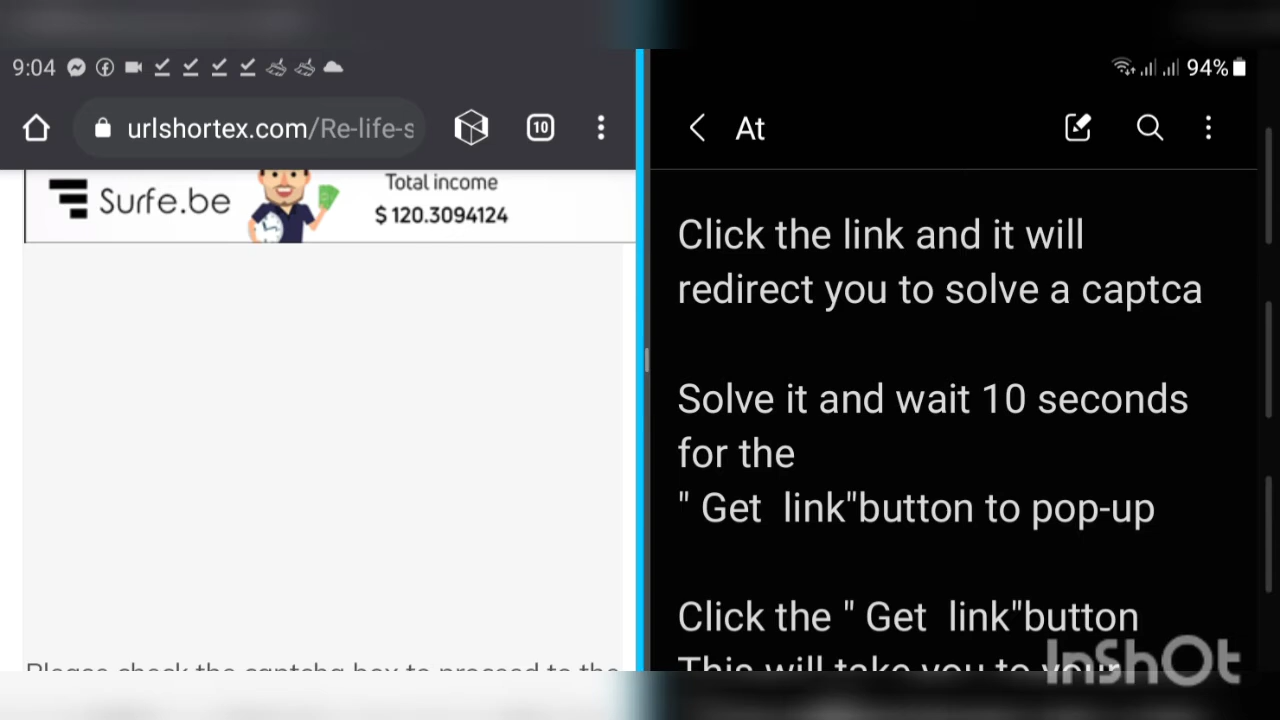 9:04
94%
urlshortex.com/Re-life-s
10
At
Surfe.be
Total income
$ 120.3094124
Click the link and it will
redirect you to solve a captca
Solve it and wait 10 seconds
for the
" Get link"button to pop-up
Click the " Get link"button
This will take you to your
Please check the captcha box to proceed to the
InShOt